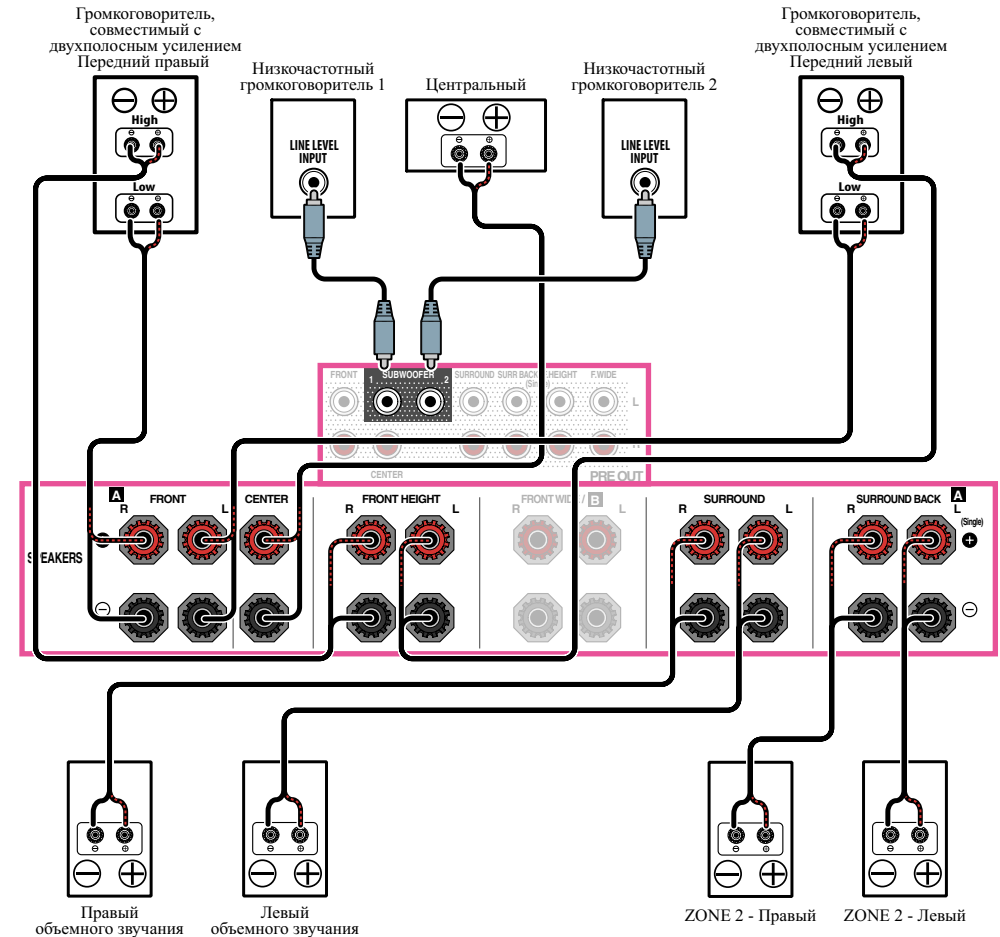 Громкоговоритель,
совместимый с
двухполосным усилением
Передний правый
Низкочастотный
громкоговоритель 1
Центральный
Низкочастотный
громкоговоритель 2
Громкоговоритель,
совместимый с
двухполосным усилением
Передний левый
High
Low
LINE LEVEL
INPUT
LINE LEVEL
INPUT
High
Low
FRONT
1 SUBWOOFER 2
SURROUND
SURR BACK
(Single)
F.WIDE
L
CENTER
PRE OUT
SPEAKERS
A FRONT
R L
CENTER
FRONT HEIGHT
R L
B
R L
SURROUND
R L
SURROUND BACK A
R L
(Single)
Правый
объемного звучания
Левый
объемного звучания
ZONE 2 - Правый
ZONE 2 - Левый